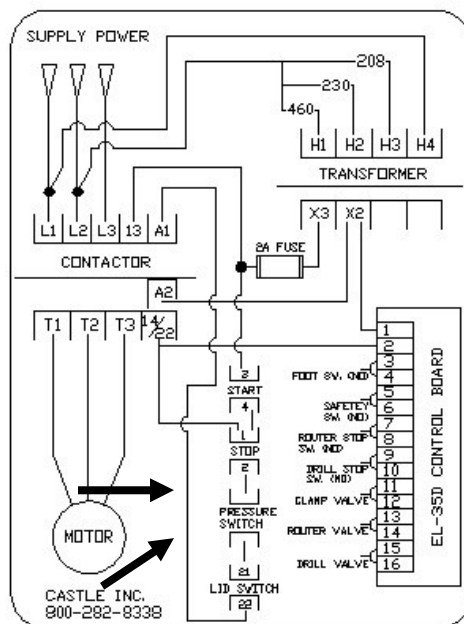 SUPPLY POWER
208
230
460
H1 H2 H3 H4
TRANSFORMER
L1 L2 L3 13 A1
X3 X2
CONTACTOR
2A FUSE
A2
T1 T2 T3 14/22
1
2
3
4
5
6
7
8
9
10
11
12
13
14
15
16
EL-35D CONTROL BOARD
FOOT SW. (NO)
SAFETEY SW. (NO)
ROUTER STOP SW. (NO)
DRILL STOP SW. (NO)
CLAMP VALVE
ROUTER VALVE
DRILL VALVE
3
START
4
1
STOP
2
PRESSURE SWITCH
21
LID SWITCH
22
MOTOR
CASTLE INC.
800-282-8338